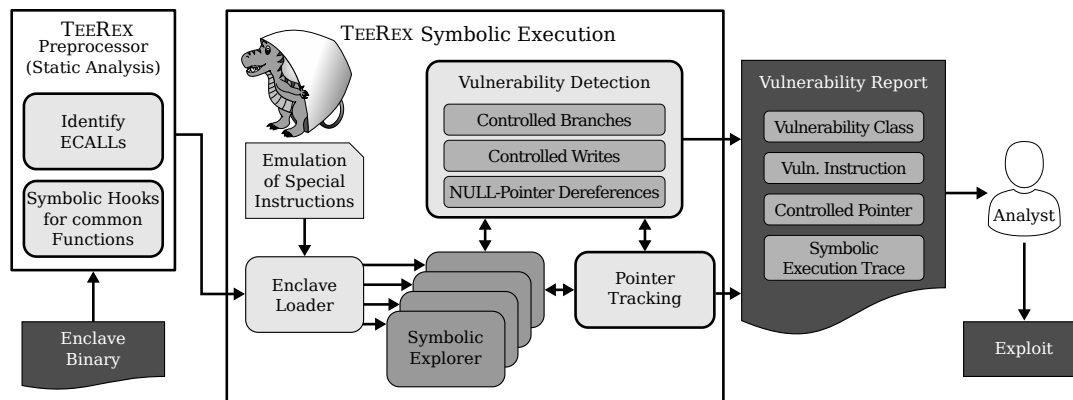 TEEREX
Preprocessor
(Static Analysis)
Identify
ECALLs
Symbolic Hooks
for common
Functions
Enclave
Binary
TEEREX Symbolic Execution
Emulation
of Special
Instructions
Enclave
Loader
Symbolic
Explorer
Vulnerability Detection
Controlled Branches
Controlled Writes
NULL-Pointer Dereferences
Pointer
Tracking
Vulnerability Report
Vulnerability Class
Vuln. Instruction
Controlled Pointer
Symbolic
Execution Trace
Analyst
Exploit